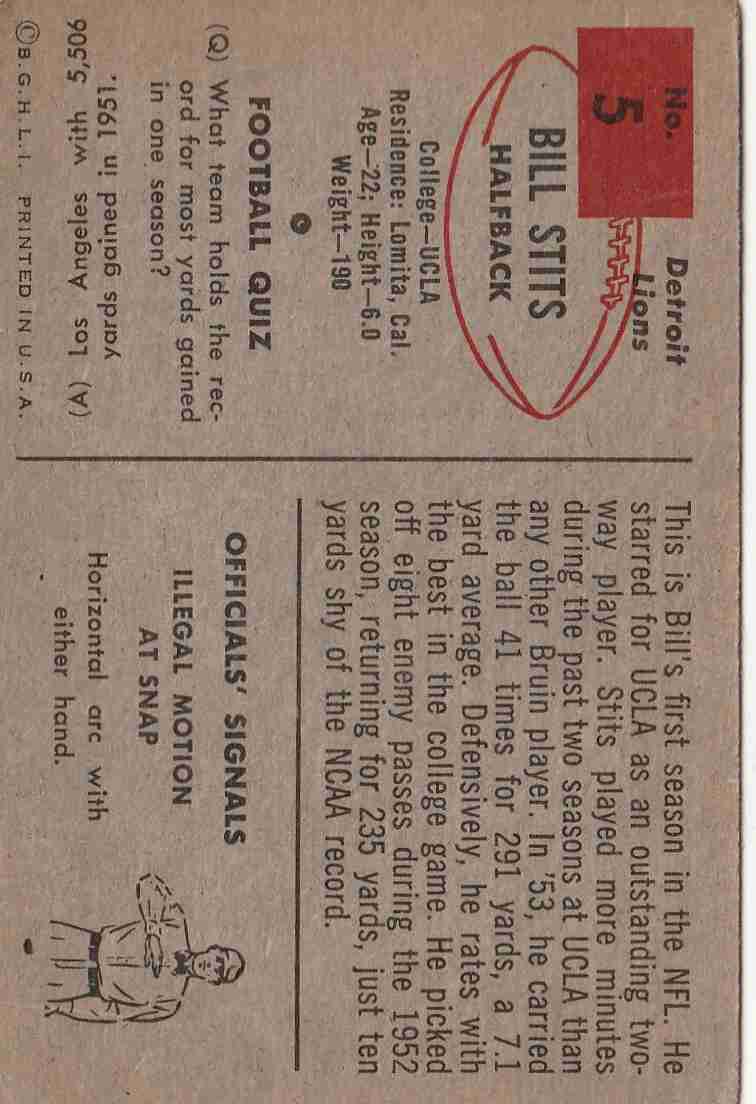 No.
5
Detroit
Lions
BILL STITS
HALFBACK
College—UCLA
Residence: Lomita, Cal.
Age—22; Height—6.0
Weight—190
FOOTBALL QUIZ
(Q) What team holds the rec-
ord for most yards gained
in one season?
(A) Los Angeles with 5,506
yards gained in 1951.
©B.G.H.L.I. PRINTED IN U.S.A.
This is Bill's first season in the NFL. He
starred for UCLA as an outstanding two-
way player. Stits played more minutes
during the past two seasons at UCLA than
any other Bruin player. In '53, he carried
the ball 41 times for 291 yards, a 7.1
yard average. Defensively, he rates with
the best in the college game. He picked
off eight enemy passes during the 1952
season, returning for 235 yards, just ten
yards shy of the NCAA record.
OFFICIALS' SIGNALS
ILLEGAL MOTION
AT SNAP
Horizontal arc with
either hand.